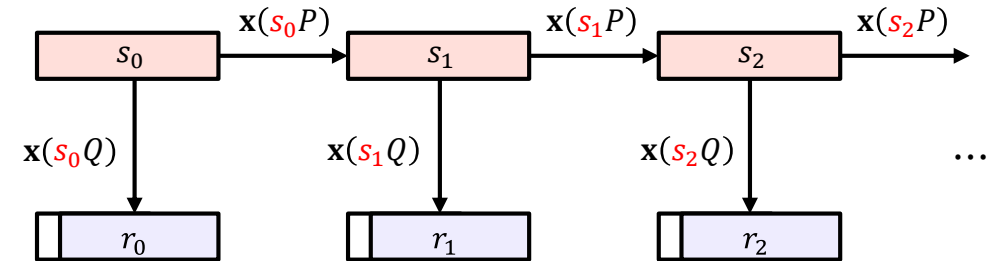 𝐱(𝑠₀𝑃) 𝐱(𝑠₁𝑃) 𝐱(𝑠₂𝑃)
𝑠₀ 𝑠₁ 𝑠₂
𝐱(𝑠₀𝑄) 𝐱(𝑠₁𝑄) 𝐱(𝑠₂𝑄) …
𝑟₀ 𝑟₁ 𝑟₂